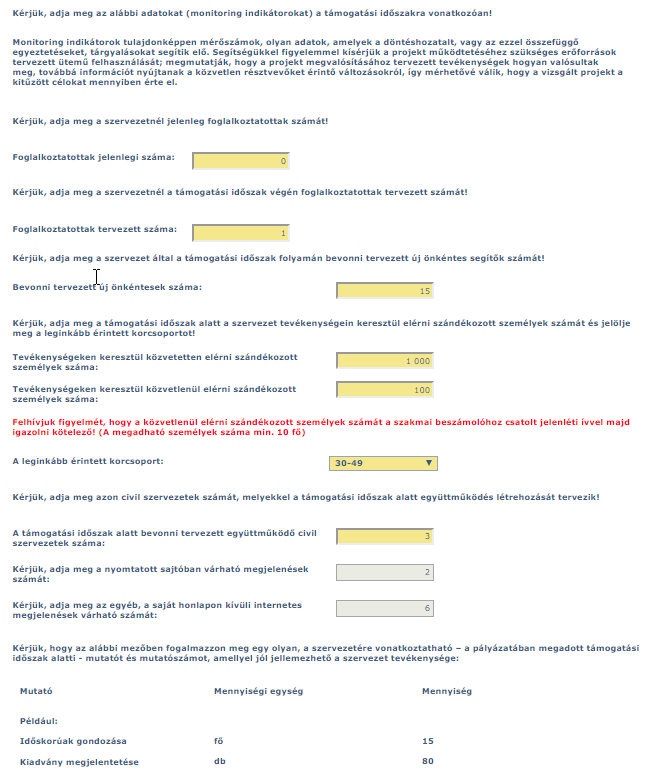 Kérjük, adja meg az alábbi adatokat (monitoring indikátorokat) a támogatási időszakra vonatkozóan!
Monitoring indikátorok tulajdonképpen mérőszámok, olyan adatok, amelyek a döntéshozatalt, vagy az ezzel összefüggő
egyeztetéseket, tárgyalásokat segítik elő. Segítségükkel figyelemmel kísérjük a projekt működtetéséhez szükséges erőforrások
tervezett ütemű felhasználását; megmutatják, hogy a projekt megvalósításához tervezett tevékenységek hogyan valósultak
meg, továbbá információt nyújtanak a közvetlen résztvevőket érintő változásokról, így mérhetővé válik, hogy a vizsgált projekt a
kitűzött célokat mennyiben érte el.
Kérjük, adja meg a szervezetnél jelenleg foglalkoztatottak számát!
Foglalkoztatottak jelenlegi száma: 0
Kérjük, adja meg a szervezetnél a támogatási időszak végén foglalkoztatottak tervezett számát!
Foglalkoztatottak tervezett száma: 1
Kérjük, adja meg a szervezet által a támogatási időszak folyamán bevonni tervezett új önkéntes segítők számát!
Bevonni tervezett új önkéntesek száma: 15
Kérjük, adja meg a támogatási időszak alatt a szervezet tevékenységein keresztül elérni szándékozott személyek számát és jelölje
meg a leginkább érintett korcsoportot!
Tevékenységeken keresztül közvetetten elérni szándékozott
személyek száma: 1 000
Tevékenységeken keresztül közvetlenül elérni szándékozott
személyek száma: 100
Felhívjuk figyelmét, hogy a közvetlenül elérni szándékozott személyek számát a szakmai beszámolóhoz csatolt jelenléti ívvel majd
igazolni kötelező! (A megadható személyek száma min. 10 fő)
A leginkább érintett korcsoport: 30-49
Kérjük, adja meg azon civil szervezetek számát, melyekkel a támogatási időszak alatt együttműködés létrehozását tervezik!
A támogatási időszak alatt bevonni tervezett együttműködő civil
szervezetek száma: 3
Kérjük, adja meg a nyomtatott sajtóban várható megjelenések
számát: 2
Kérjük, adja meg az egyéb, a saját honlapon kívüli internetes
megjelenések várható számát: 6
Kérjük, hogy az alábbi mezőben fogalmazzon meg egy olyan, a szervezetére vonatkoztatható – a pályázatában megadott támogatási
időszak alatti - mutatót és mutatószámot, amellyel jól jellemezhető a szervezet tevékenysége:
Mutató Mennyiségi egység Mennyiség
Például:
Időskorúak gondozása fő 15
Kiadvány megjelentetése db 80